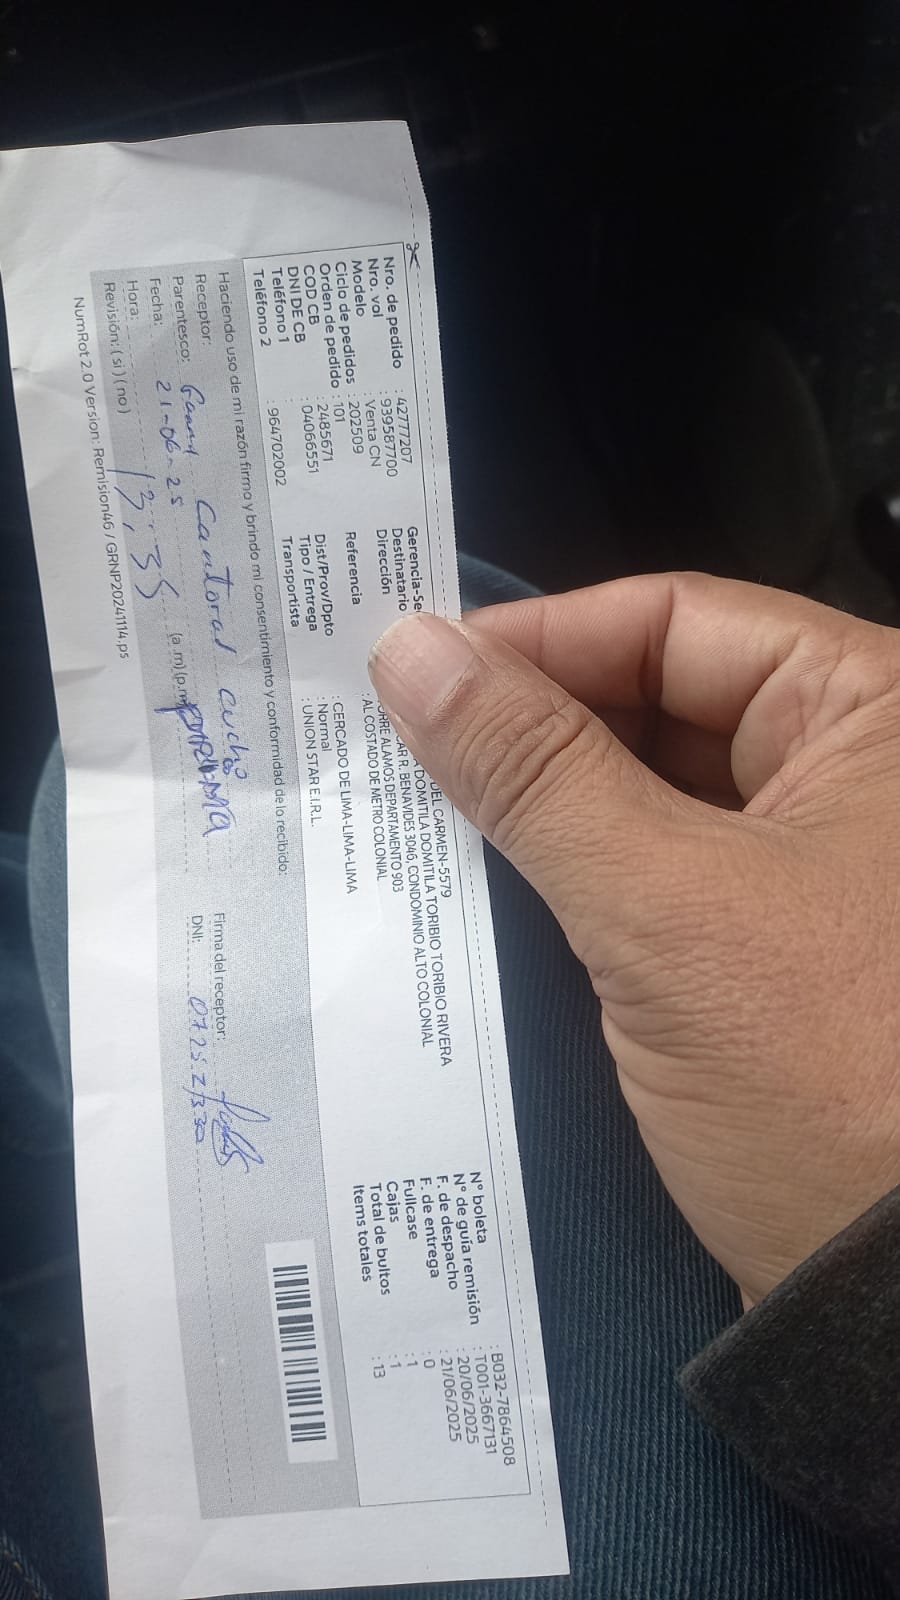 Nro. de pedido : 42777207
Nro. vol : 939587700
Modelo Venta CN
Ciclo de pedidos : 202509
Orden de pedido : 101
COD CB 2485671
DNI DE CB : 04066551
Teléfono 1 :
Teléfono 2 : 964702002
Gerencia-Se DEL CARMEN-5579
Destinatario A DOMITILA DOMITILA TORIBIO TORIBIO RIVERA
Dirección AR R. BENAVIDES 3046, CONDOMINIO ALTO COLONIAL
ORRE ALAMOS DEPARTAMENTO 903
Referencia : AL COSTADO DE METRO COLONIAL
Dist/Prov/Dpto : CERCADO DE LIMA-LIMA-LIMA
Tipo / Entrega : Normal
Transportista : UNION STAR E.I.R.L.
N° boleta : B032-7864508
N° de guía remisión : T001-3667131
F. de despacho : 20/06/2025
F. de entrega : 21/06/2025
Fullcase : 0
Cajas : 1
Total de bultos : 1
Items totales : 13
Haciendo uso de mi razón firmo y brindo mi consentimiento y conformidad de lo recibido:
Receptor: Cantoral cucho
Parentesco:
Fecha: 21-06-25
Hora: 13,35 (a.m)(p.m)
Revisión: ( si ) ( no )
Firma del receptor:
DNI:
NumRot 2.0 Version: Remision46 / GRNP20241114.ps